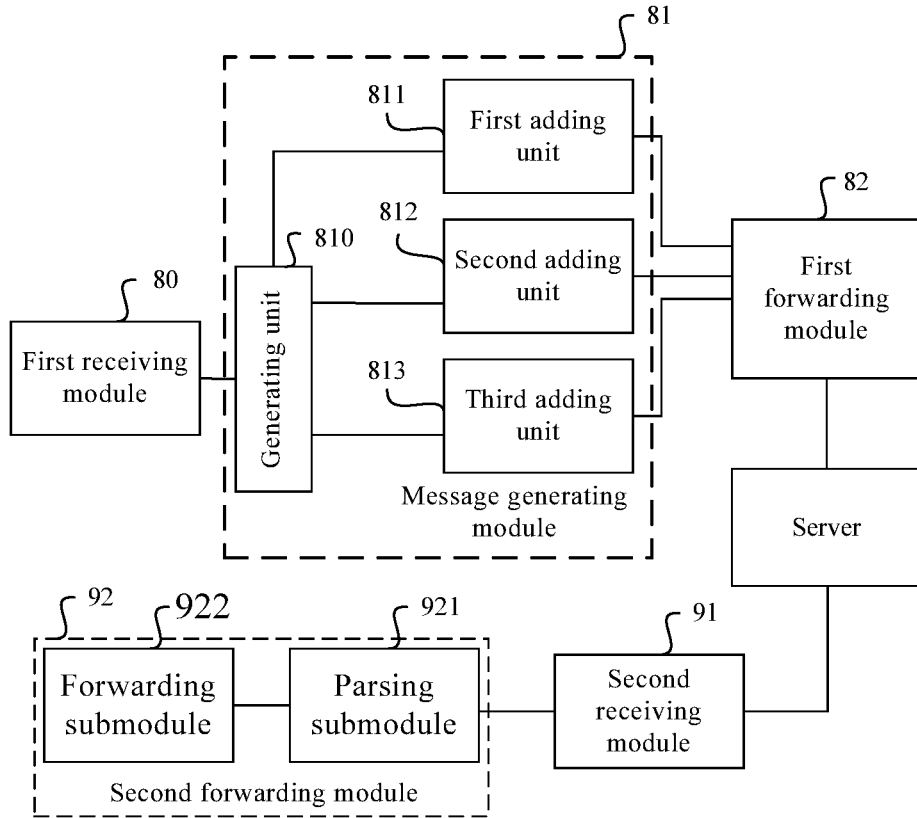 81
811
First adding
unit
82
812
810
Second adding
unit
First
forwarding
module
80
First receiving
module
Generating unit
813
Third adding
unit
Message generating
module
Server
92
922
921
91
Forwarding
submodule
Parsing
submodule
Second
receiving
module
Second forwarding module